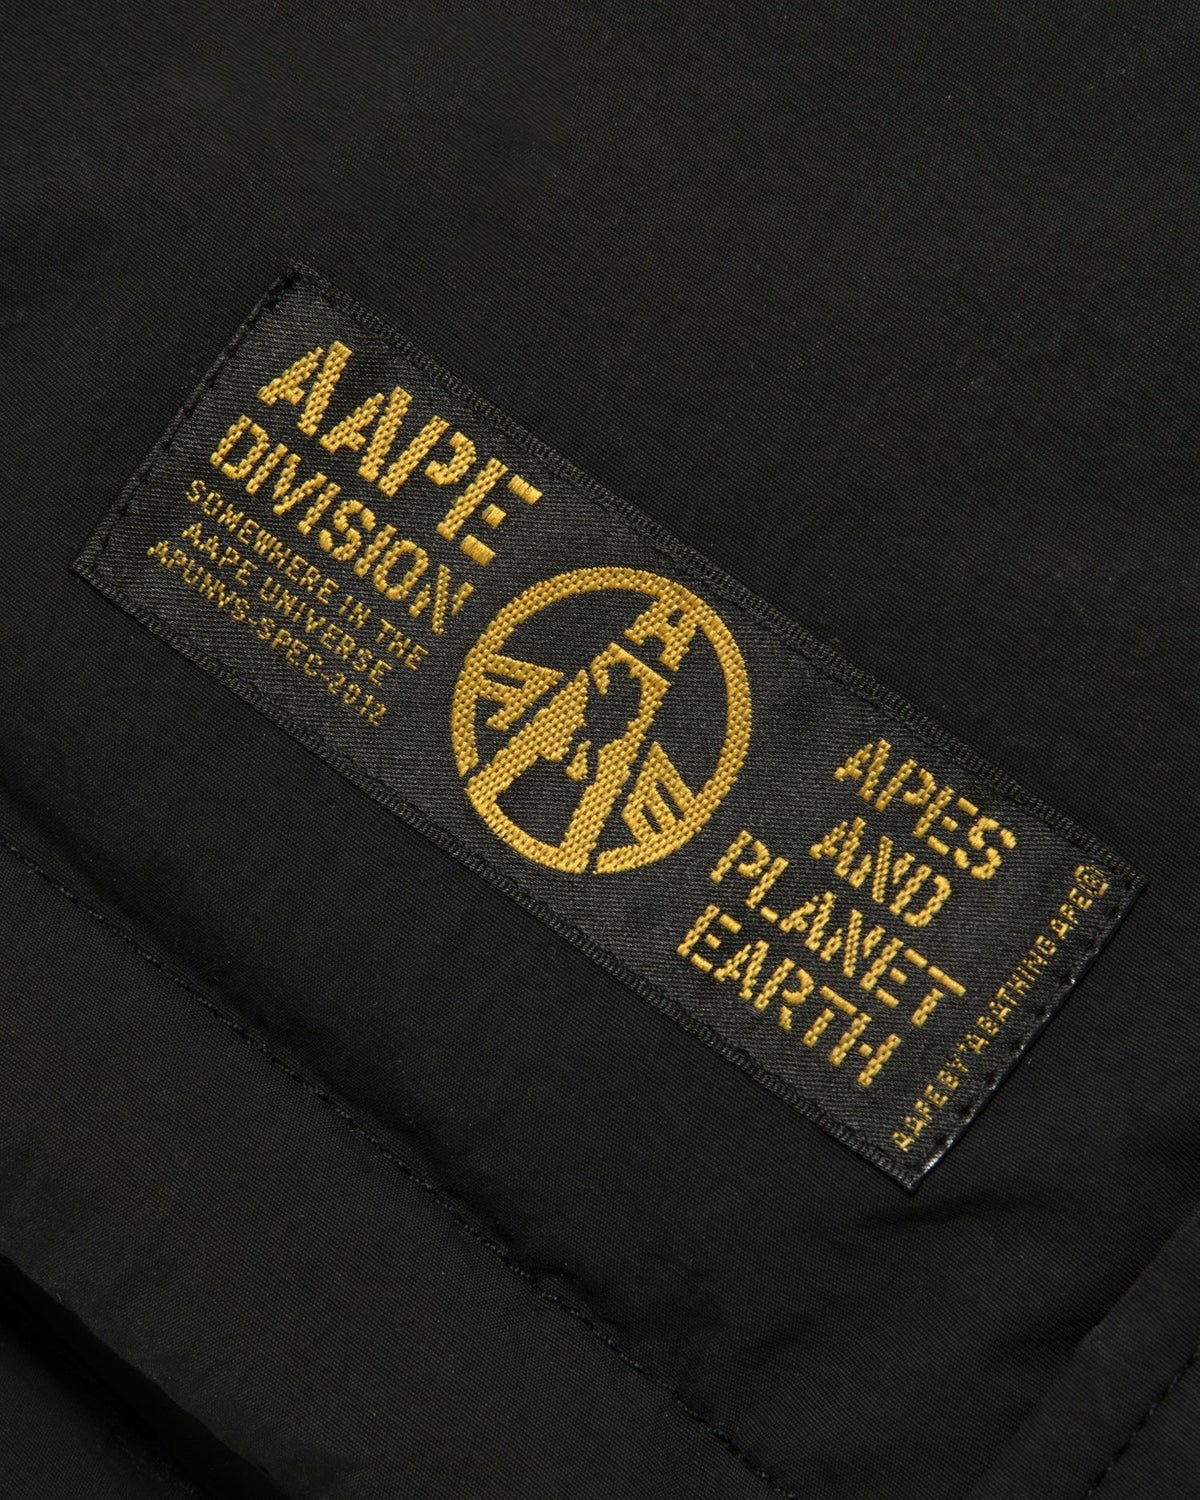 AAPE
DIVISION
SOMEWHERE IN THE
AAPE UNIVERSE
APUNVS-SPEC-2012
A A P E
APES
AND
PLANET
EARTH
AAPE BY *A BATHING APE®